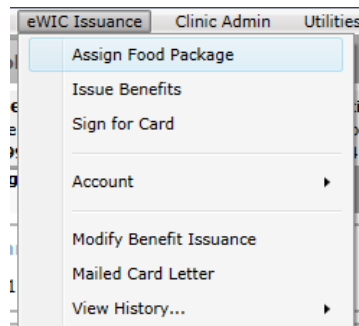 eWIC Issuance Clinic Admin Utilities
Assign Food Package
Issue Benefits
Sign for Card
Account
Modify Benefit Issuance
Mailed Card Letter
View History...